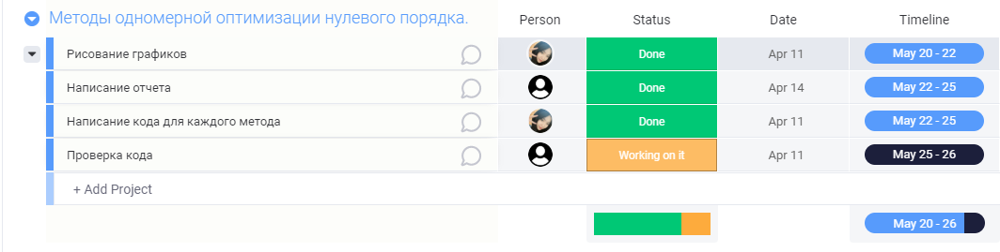 Методы одномерной оптимизации нулевого порядка. Person Status Date Timeline
Рисование графиков Done Apr 11 May 20 - 22
Написание отчета Done Apr 14 May 22 - 25
Написание кода для каждого метода Done Apr 11 May 22 - 25
Проверка кода Working on it Apr 11 May 25 - 26
+ Add Project
May 20 - 26